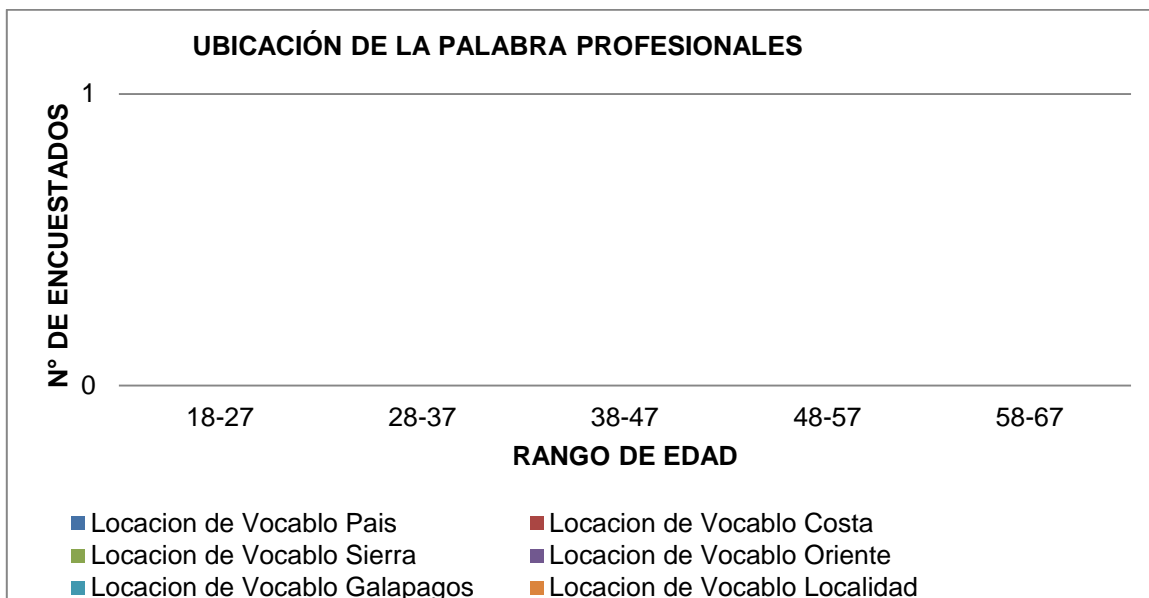 UBICACIÓN DE LA PALABRA PROFESIONALES
1
N° DE ENCUESTADOS
0
18-27 28-37 38-47 48-57 58-67
RANGO DE EDAD
Locacion de Vocablo Pais Locacion de Vocablo Costa
Locacion de Vocablo Sierra Locacion de Vocablo Oriente
Locacion de Vocablo Galapagos Locacion de Vocablo Localidad